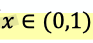 x ∈ (0,1)